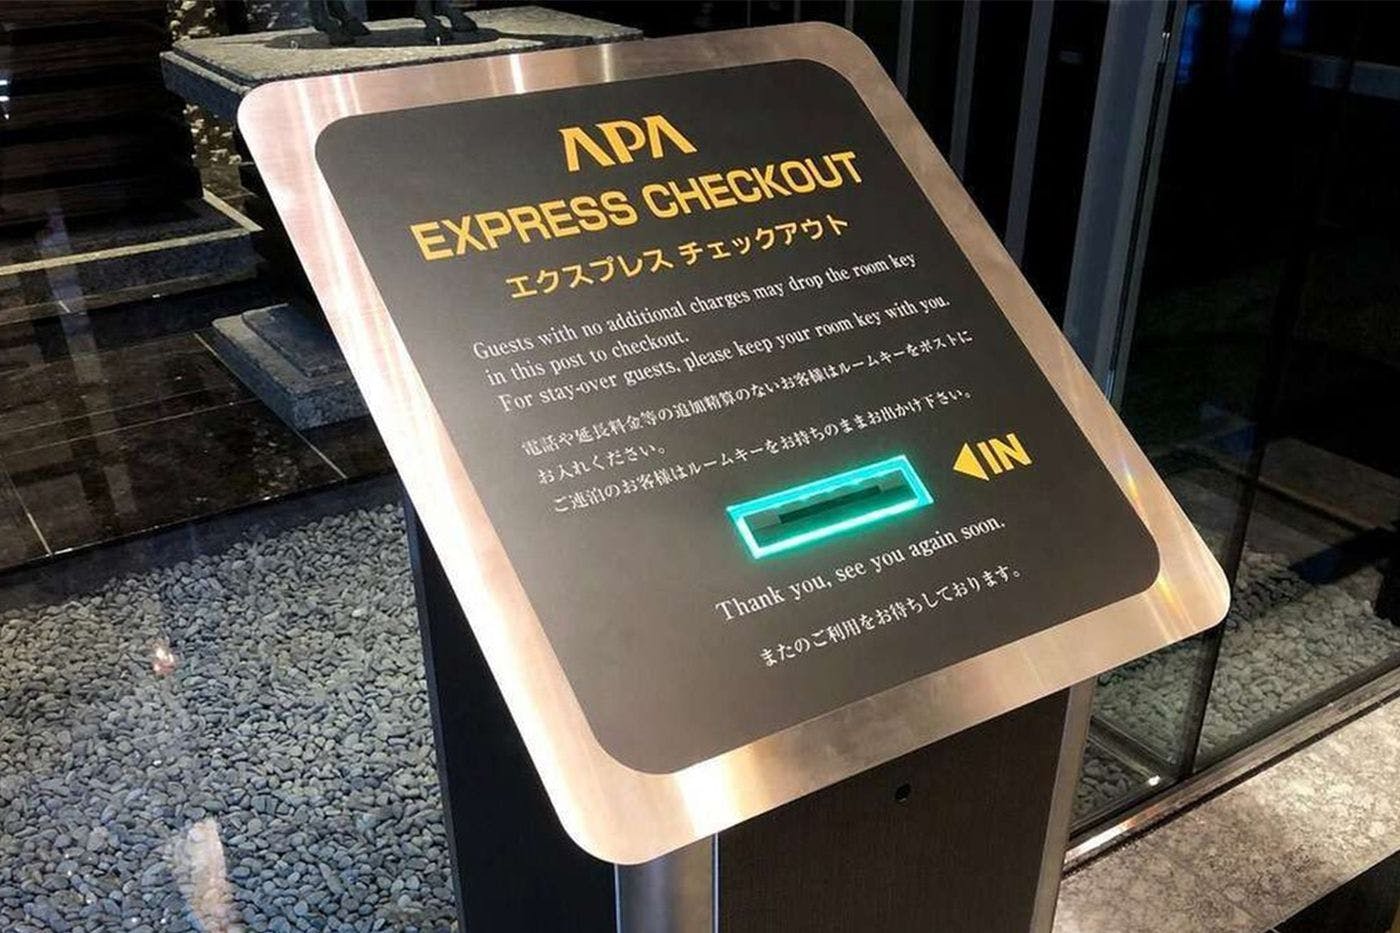 APA
EXPRESS CHECKOUT
エクスプレス チェックアウト
Guests with no additional charges may drop the room key
in this post to checkout.
For stay-over guests, please keep your room key with you.
電話や延長料金等の追加精算のないお客様はルームキーをポストに
お入れください。
ご連泊のお客様はルームキーをお持ちのままお出かけ下さい。
IN
Thank you, see you again soon.
またのご利用をお待ちしております。